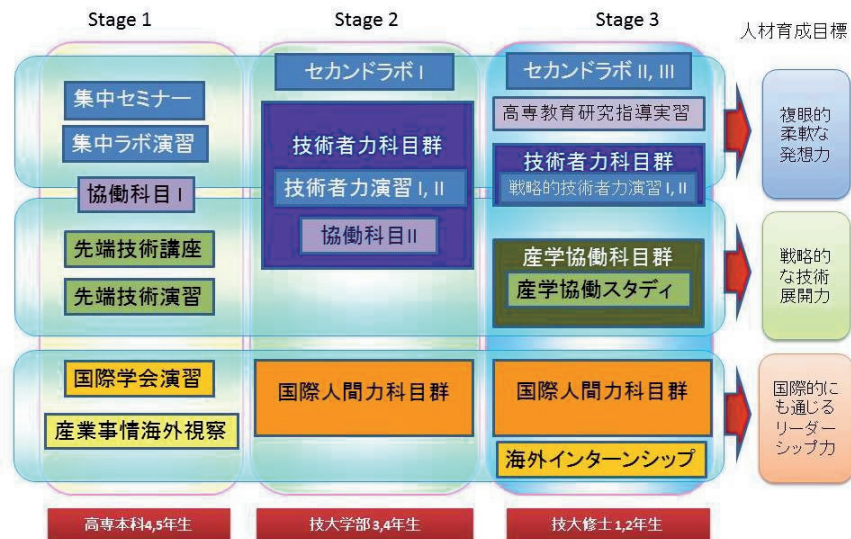 Stage 1
Stage 2
Stage 3
人材育成目標
集中セミナー
集中ラボ演習
協働科目 I
先端技術講座
先端技術演習
国際学会演習
産業事情海外視察
高専本科4,5年生
セカンドラボ I
技術者力科目群
技術者力演習 I, II
協働科目II
国際人間力科目群
技大学部3,4年生
セカンドラボ II, III
高専教育研究指導実習
技術者力科目群
戦略的技術者力演習 I, II
産学協働科目群
産学協働スタディ
国際人間力科目群
海外インターンシップ
技大修士1,2年生
複眼的
柔軟な
発想力
戦略的
な技術
展開力
国際的に
も通じる
リーダー
シップ力